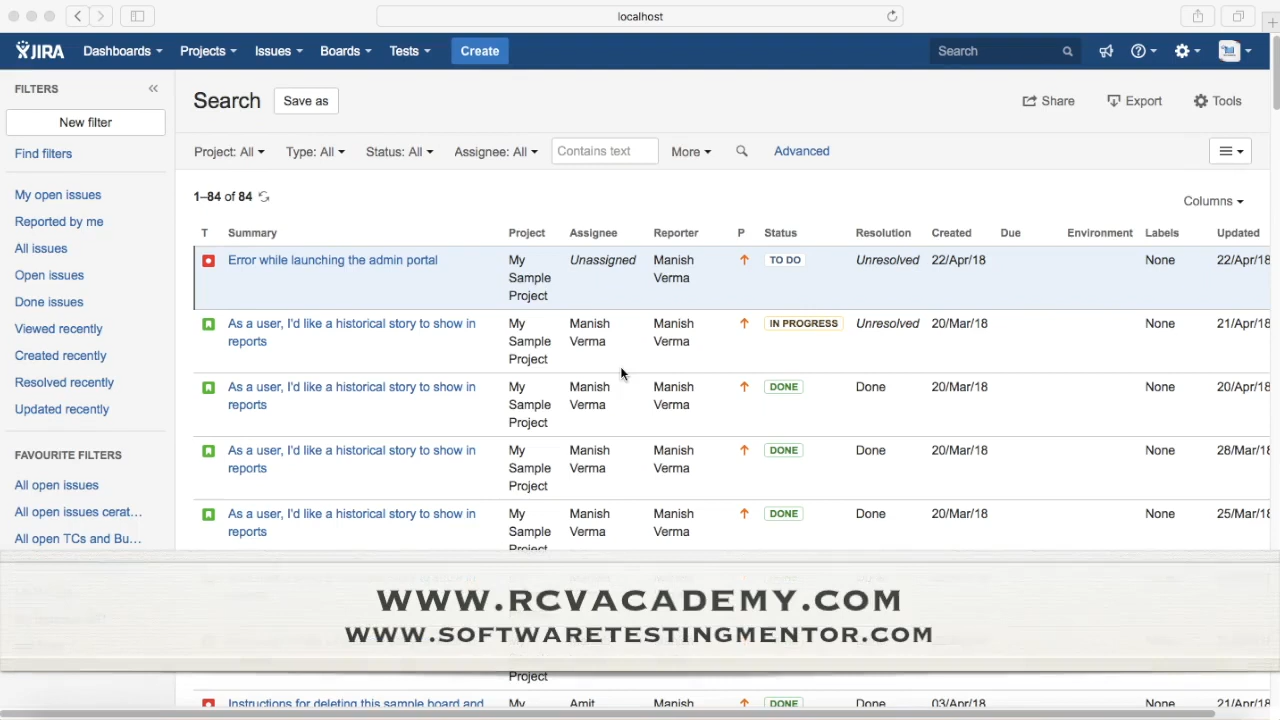 localhost
JIRA Dashboards Projects Issues Boards Tests Create Search
FILTERS
New filter
Find filters
My open issues
Reported by me
All issues
Open issues
Done issues
Viewed recently
Created recently
Resolved recently
Updated recently
FAVOURITE FILTERS
All open issues
All open issues cerat...
All open TCs and Bu...
Search Save as Share Export Tools
Project: All Type: All Status: All Assignee: All Contains text More Advanced
1–84 of 84
Columns
T Summary Project Assignee Reporter P Status Resolution Created Due Environment Labels Updated
Error while launching the admin portal My Unassigned Manish TO DO Unresolved 22/Apr/18 None 22/Apr/18
Sample Verma
Project
As a user, I'd like a historical story to show in My Manish Manish IN PROGRESS Unresolved 20/Mar/18 None 21/Apr/18
reports Sample Verma Verma
Project
As a user, I'd like a historical story to show in My Manish Manish DONE Done 20/Mar/18 None 20/Apr/18
reports Sample Verma Verma
Project
As a user, I'd like a historical story to show in My Manish Manish DONE Done 20/Mar/18 None 28/Mar/18
reports Sample Verma Verma
Project
As a user, I'd like a historical story to show in My Manish Manish DONE Done 20/Mar/18 None 25/Mar/18
reports Sample Verma Verma
Project
WWW.RCVACADEMY.COM
WWW.SOFTWARETESTINGMENTOR.COM
Project
Instructions for deleting this sample board and My Amit Manish DONE Done 03/Apr/18 None 21/Apr/18